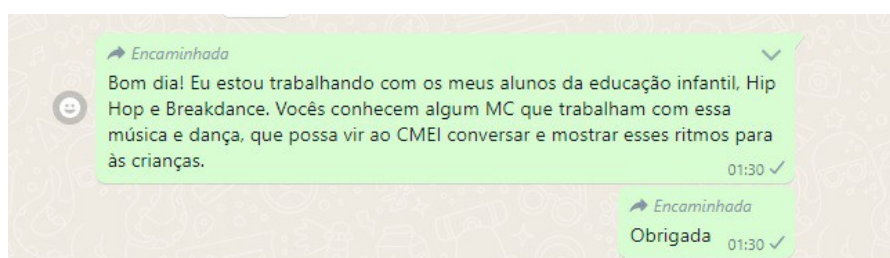 Encaminhada
Bom dia! Eu estou trabalhando com os meus alunos da educação infantil, Hip
Hop e Breakdance. Vocês conhecem algum MC que trabalham com essa
música e dança, que possa vir ao CMEI conversar e mostrar esses ritmos para
às crianças.
01:30
Encaminhada
Obrigada 01:30